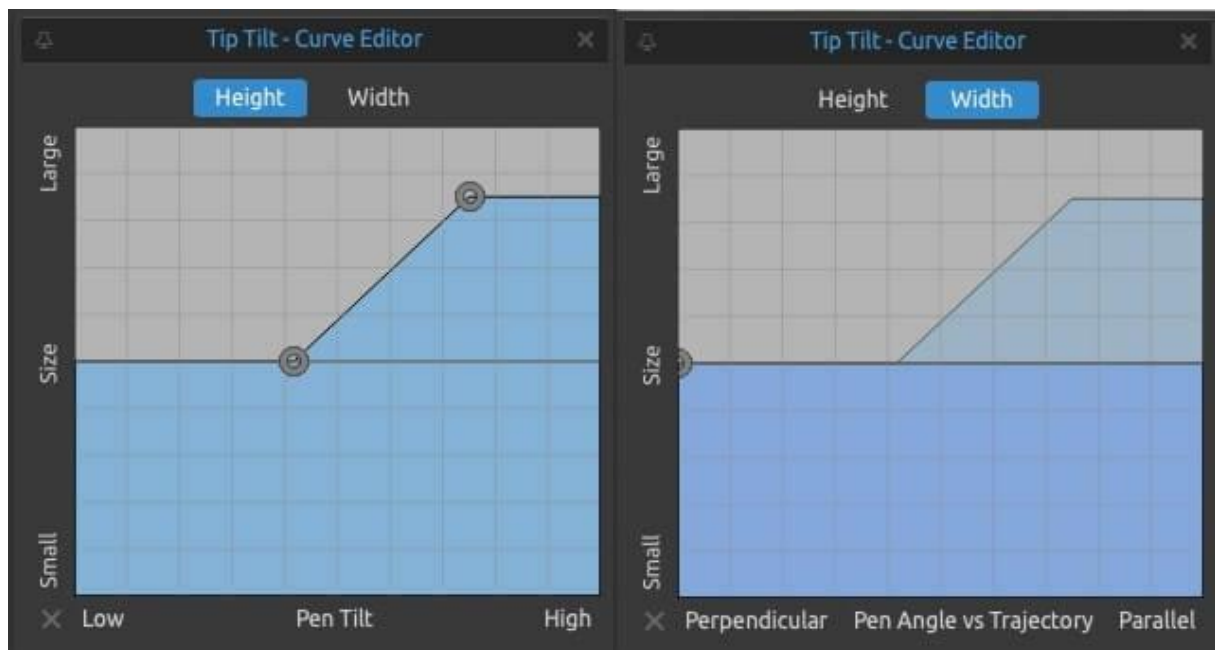 Tip Tilt - Curve Editor
Height Width
Large
Size
Small
Low Pen Tilt High
Tip Tilt - Curve Editor
Height Width
Large
Size
Small
Perpendicular Pen Angle vs Trajectory Parallel